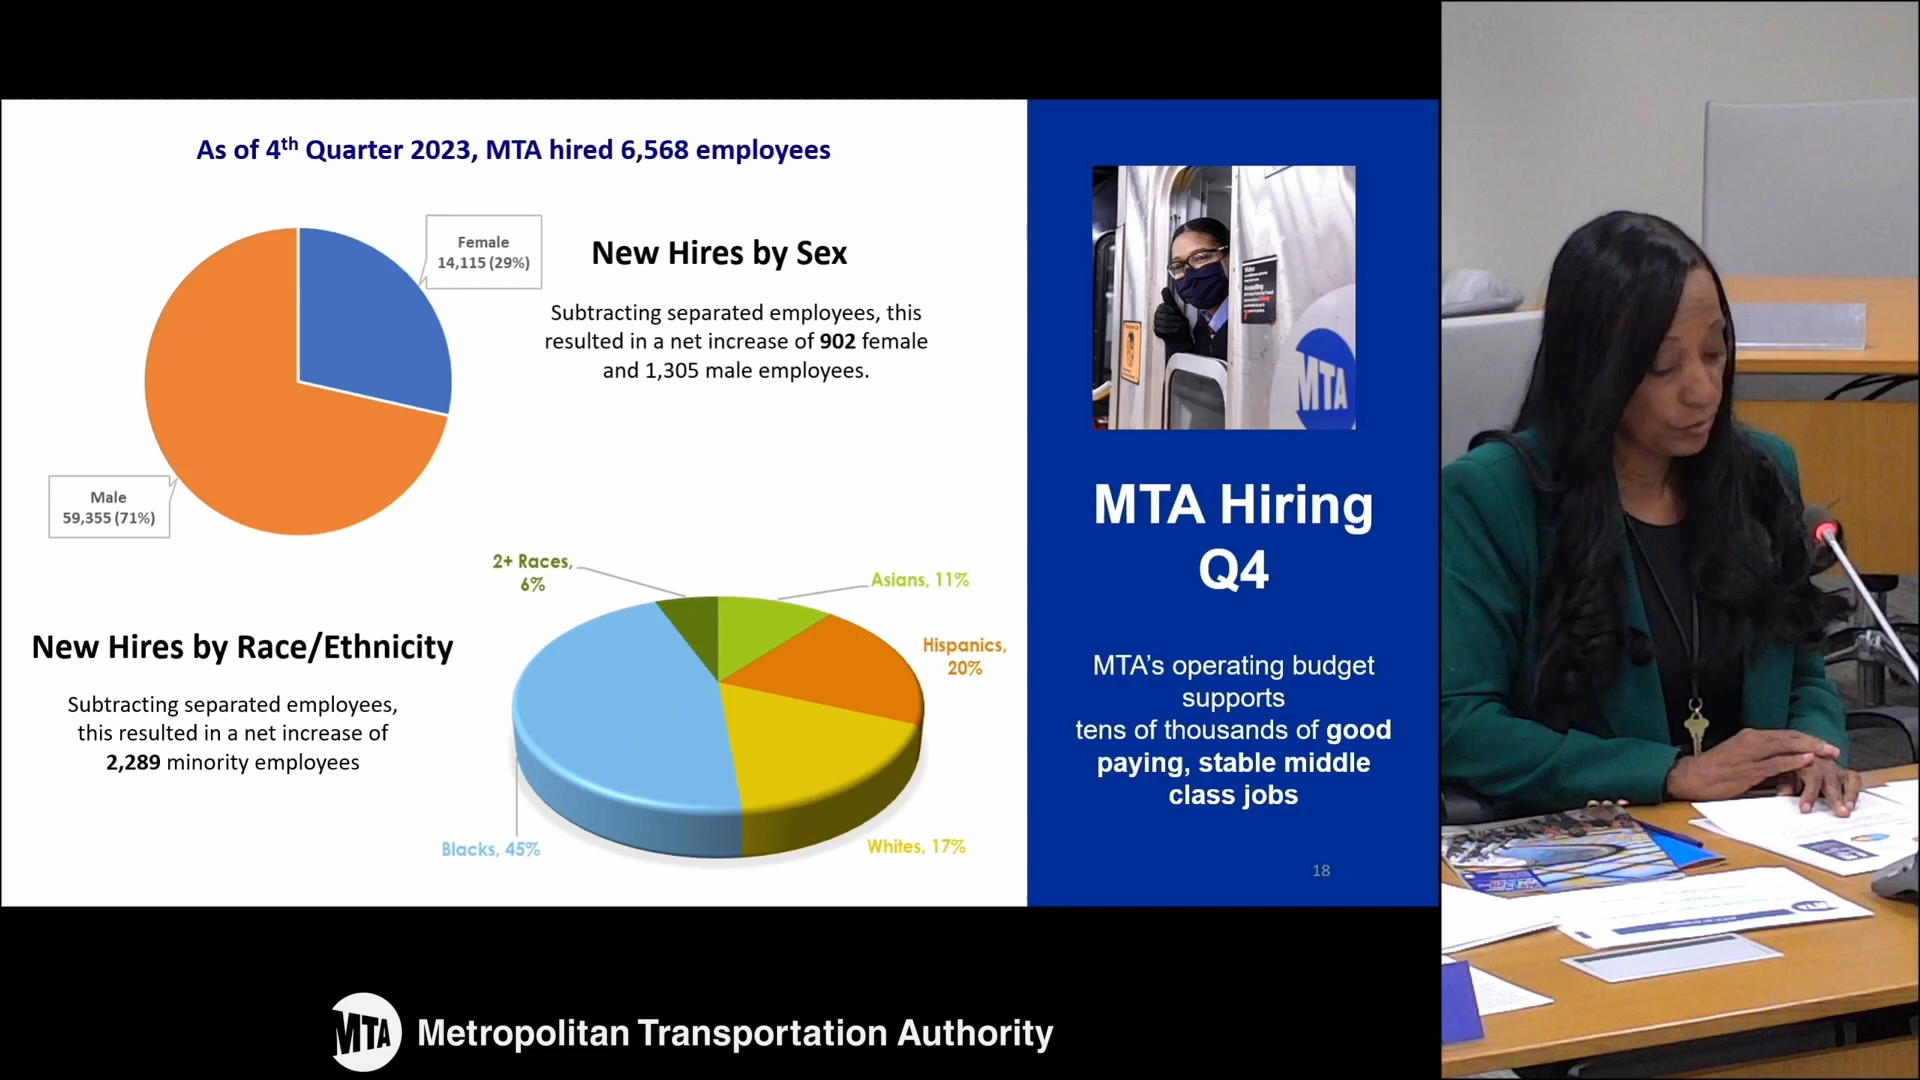 As of 4th Quarter 2023, MTA hired 6,568 employees
Female
14,115 (29%)
New Hires by Sex
Subtracting separated employees, this
resulted in a net increase of 902 female
and 1,305 male employees.
Male
59,355 (71%)
2+ Races,
6%
Asians, 11%
Hispanics,
20%
New Hires by Race/Ethnicity
Subtracting separated employees,
this resulted in a net increase of
2,289 minority employees
Blacks, 45%
Whites, 17%
MTA
MTA Hiring
Q4
MTA's operating budget
supports
tens of thousands of good
paying, stable middle
class jobs
18
MTA
MTA Metropolitan Transportation Authority